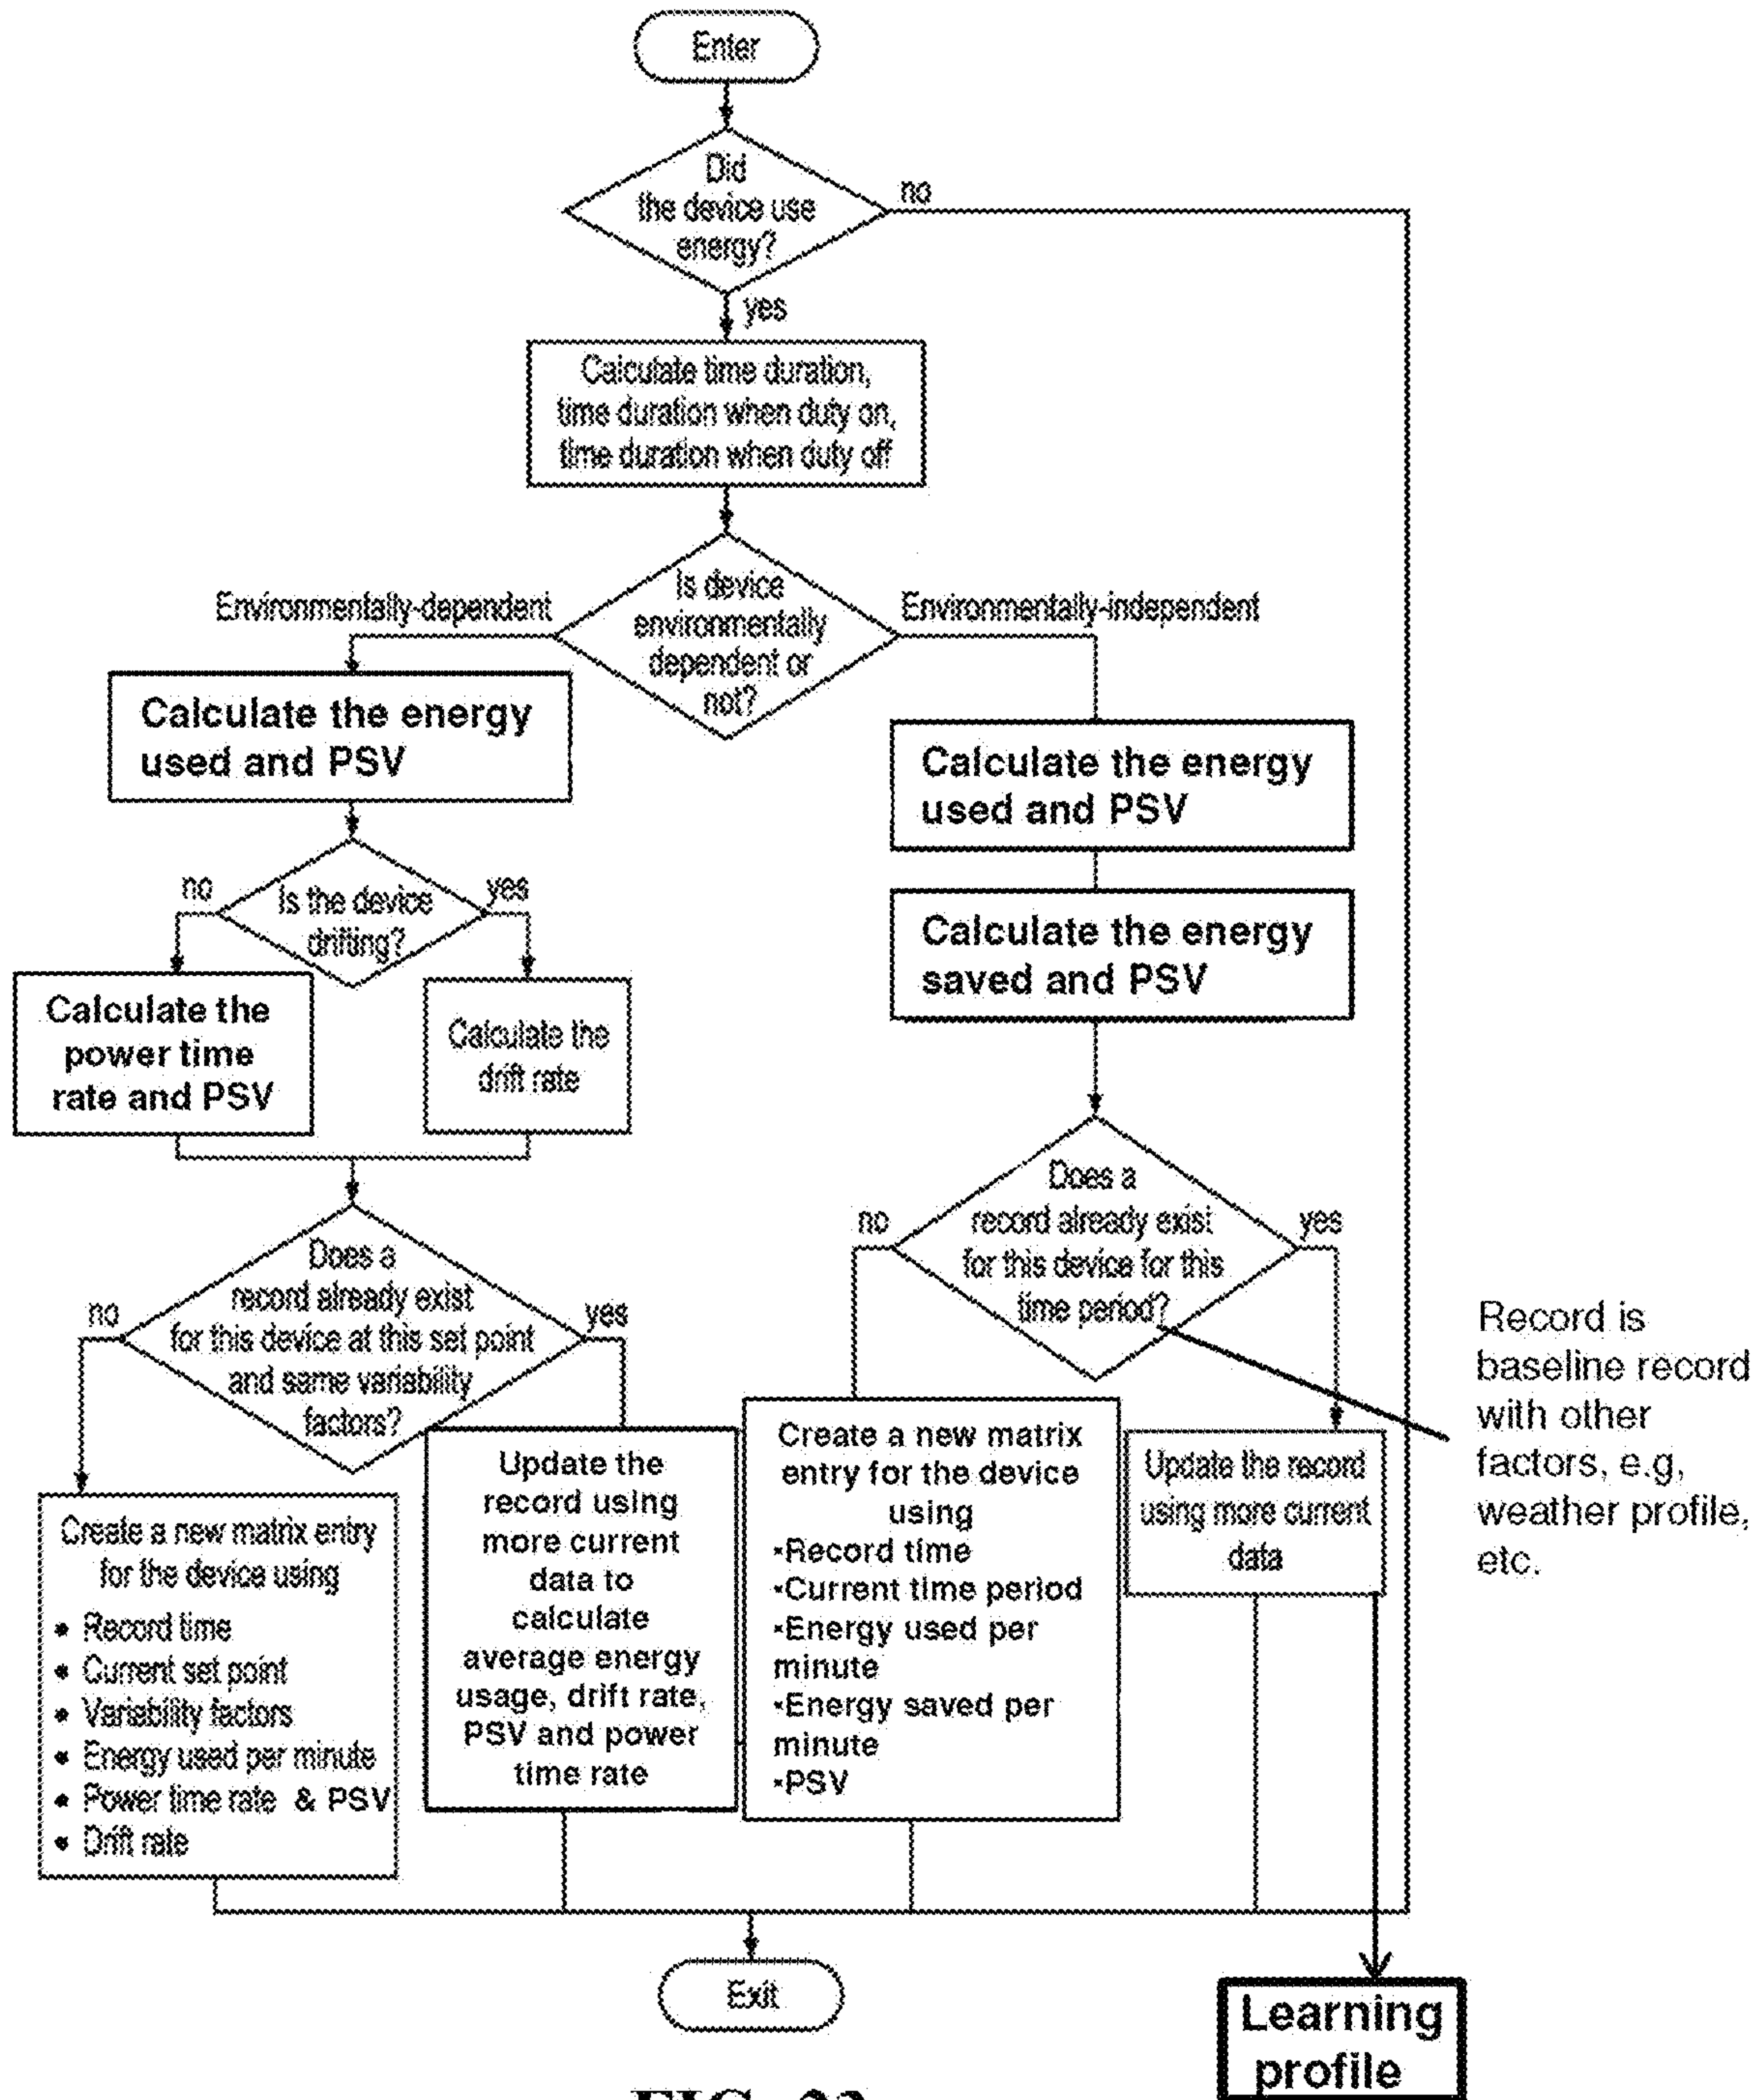 Enter
Did
the device use
energy?
no
yes
Calculate time duration,
time duration when duty on,
time duration when duty off
Is device
environmentally
dependent or
not?
Environmentally-dependent
Environmentally-independent
Calculate the energy
used and PSV
Is the device
drifting?
no
yes
Calculate the
power time
rate and PSV
Calculate the
drift rate
Does a
record already exist
for this device at this set point
and same variability
factors?
no
yes
Create a new matrix entry
for the device using
• Record time
• Current set point
• Variability factors
• Energy used per minute
• Power time rate & PSV
• Drift rate
Update the
record using
more current
data to
calculate
average energy
usage, drift rate,
PSV and power
time rate
Calculate the energy
used and PSV
Calculate the energy
saved and PSV
Does a
record already exist
for this device for this
time period?
no
yes
Create a new matrix
entry for the device
using
•Record time
•Current time period
•Energy used per
minute
•Energy saved per
minute
•PSV
Update the record
using more current
data
Record is
baseline record
with other
factors, e.g,
weather profile,
etc.
Exit
Learning
profile